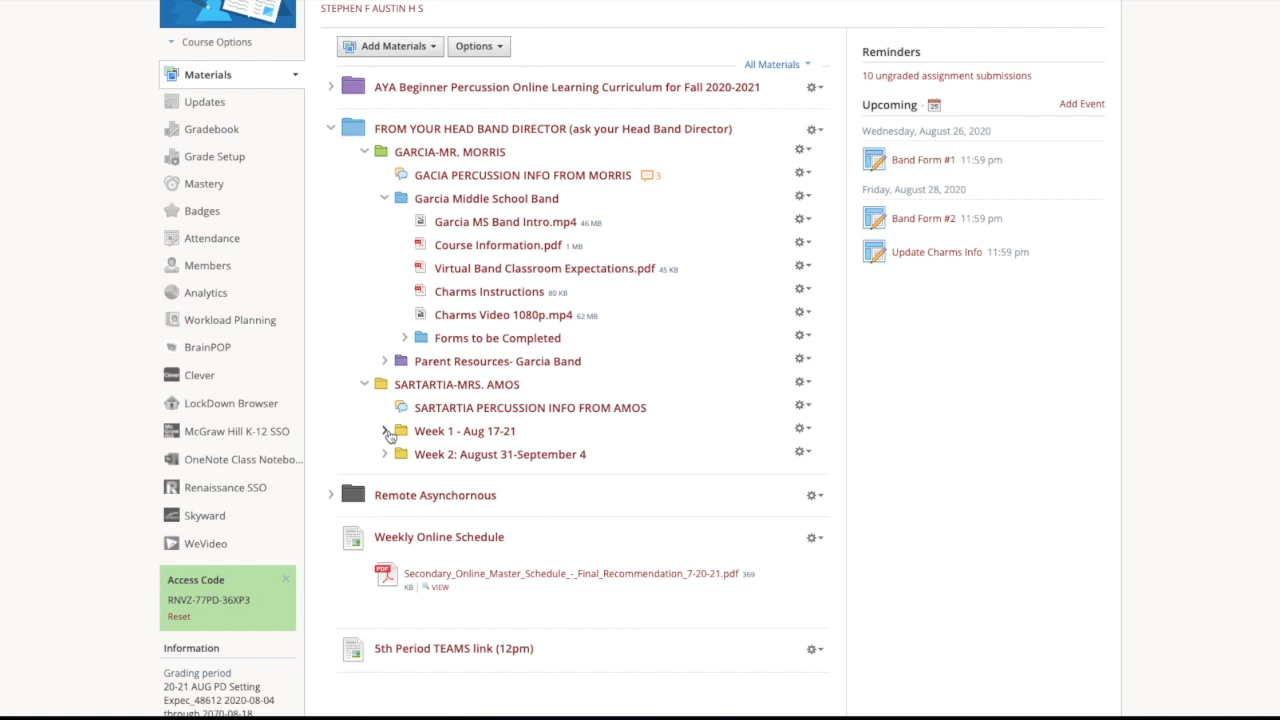 STEPHEN F AUSTIN H S
Course Options
Materials
Updates
Gradebook
Grade Setup
Mastery
Badges
Attendance
Members
Analytics
Workload Planning
BrainPOP
Clever
LockDown Browser
McGraw Hill K-12 SSO
OneNote Class Notebo...
Renaissance SSO
Skyward
WeVideo
Access Code
RNVZ-77PD-36XP3
Reset
Information
Grading period
20-21 AUG PD Setting
Expec_48612 2020-08-04
through 2070-08-18
Add Materials
Options
All Materials
AYA Beginner Percussion Online Learning Curriculum for Fall 2020-2021
FROM YOUR HEAD BAND DIRECTOR (ask your Head Band Director)
GARCIA-MR. MORRIS
GACIA PERCUSSION INFO FROM MORRIS 3
Garcia Middle School Band
Garcia MS Band Intro.mp4 46 MB
Course Information.pdf 1 MB
Virtual Band Classroom Expectations.pdf 45 KB
Charms Instructions 80 KB
Charms Video 1080p.mp4 62 MB
Forms to be Completed
Parent Resources- Garcia Band
SARTARTIA-MRS. AMOS
SARTARTIA PERCUSSION INFO FROM AMOS
Week 1 - Aug 17-21
Week 2: August 31-September 4
Remote Asynchornous
Weekly Online Schedule
PDF Secondary_Online_Master_Schedule_-_Final_Recommendation_7-20-21.pdf 369
KB | VIEW
5th Period TEAMS link (12pm)
Reminders
10 ungraded assignment submissions
Upcoming · 25 Add Event
Wednesday, August 26, 2020
Band Form #1 11:59 pm
Friday, August 28, 2020
Band Form #2 11:59 pm
Update Charms Info 11:59 pm